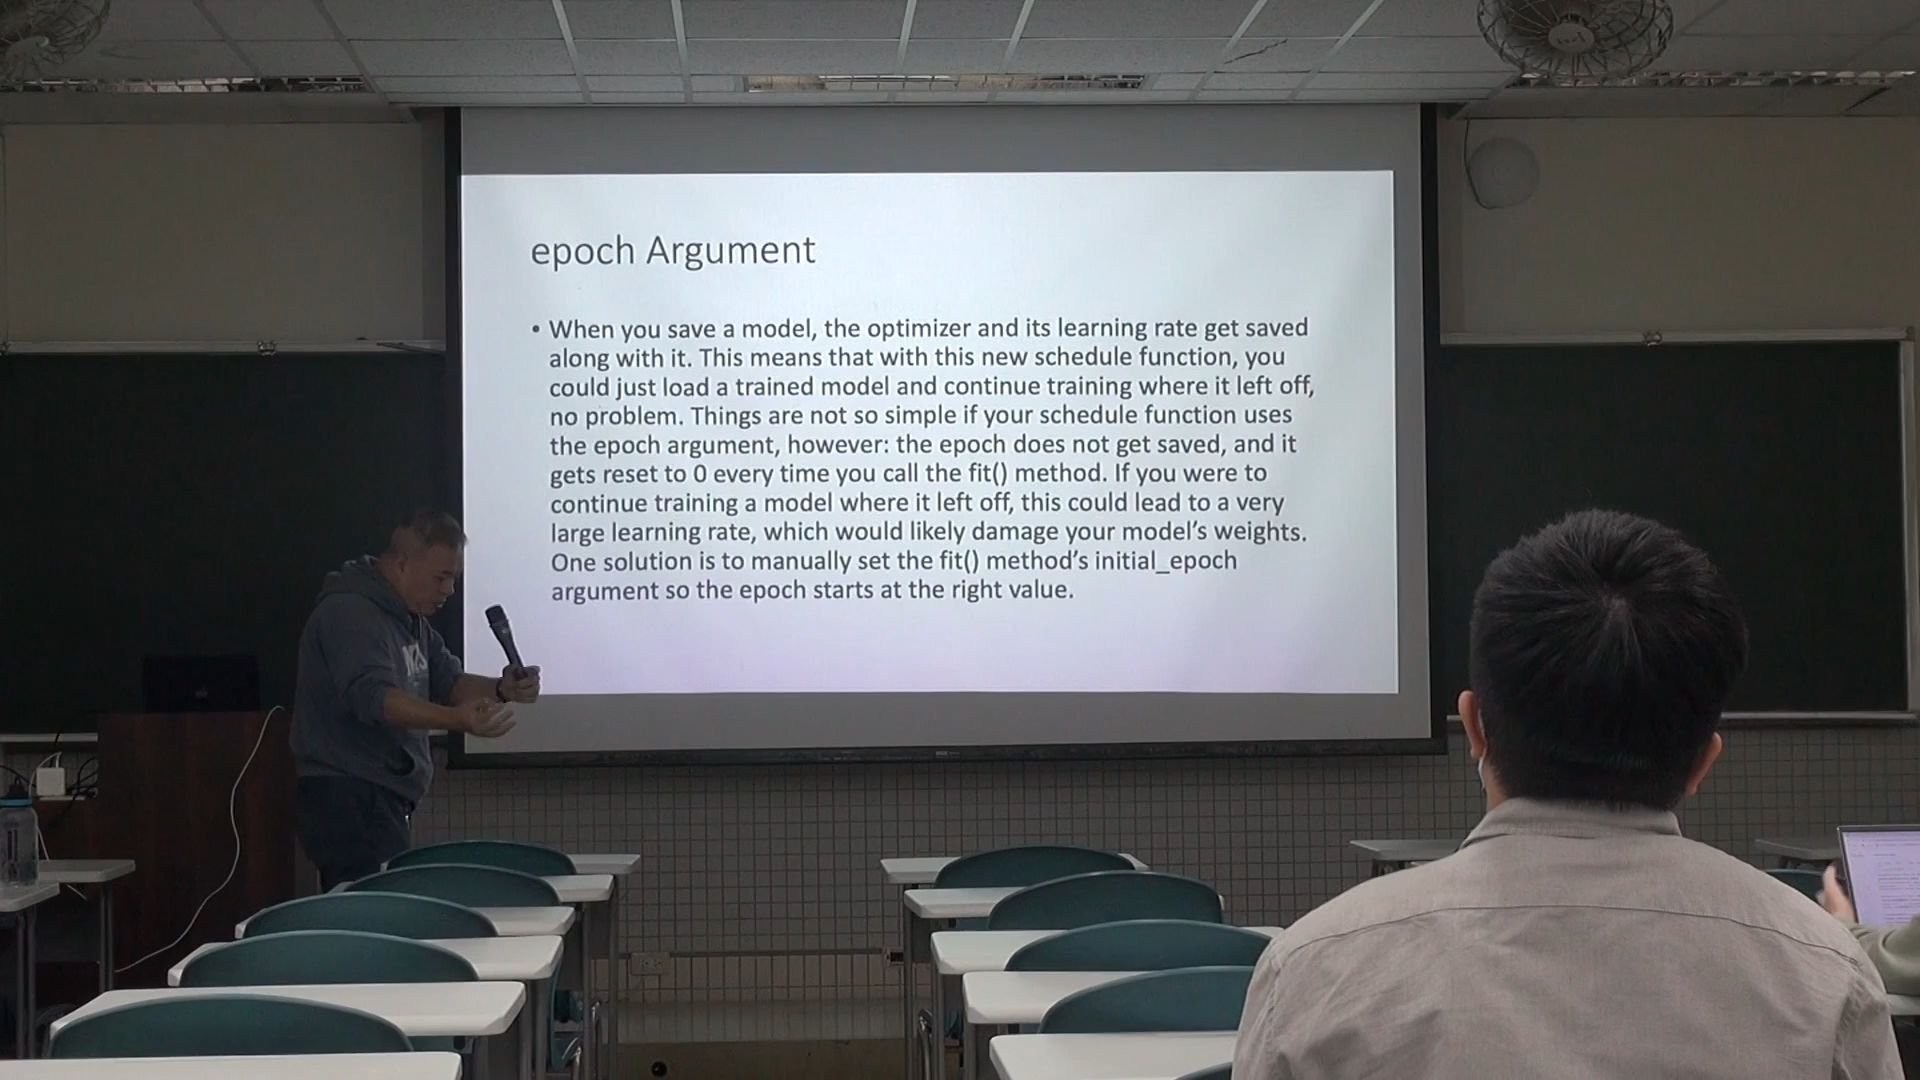 epoch Argument
• When you save a model, the optimizer and its learning rate get saved
along with it. This means that with this new schedule function, you
could just load a trained model and continue training where it left off,
no problem. Things are not so simple if your schedule function uses
the epoch argument, however: the epoch does not get saved, and it
gets reset to 0 every time you call the fit() method. If you were to
continue training a model where it left off, this could lead to a very
large learning rate, which would likely damage your model’s weights.
One solution is to manually set the fit() method’s initial_epoch
argument so the epoch starts at the right value.